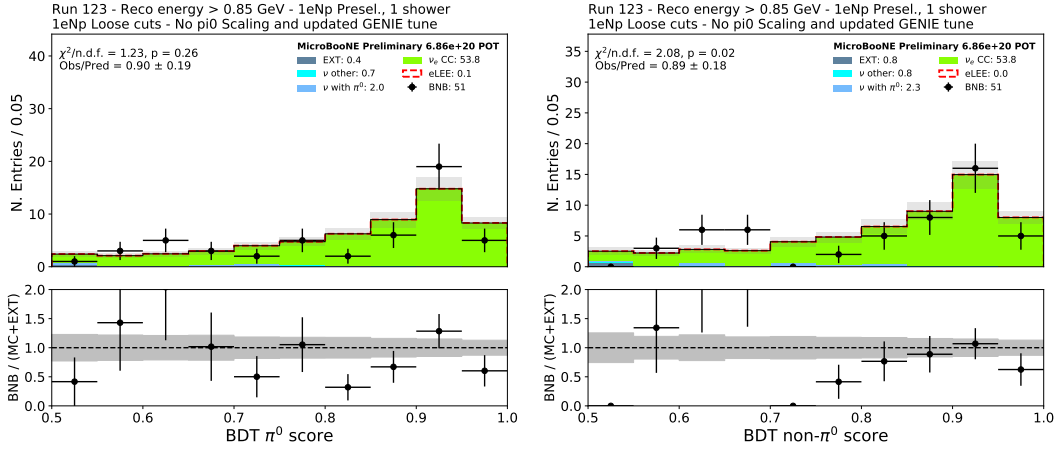 Run 123 - Reco energy > 0.85 GeV - 1eNp Presel., 1 shower
1eNp Loose cuts - No pi0 Scaling and updated GENIE tune
χ²/n.d.f. = 1.23, p = 0.26
Obs/Pred = 0.90 ± 0.19
MicroBooNE Preliminary 6.86e+20 POT
EXT: 0.4
ν other: 0.7
ν with π⁰: 2.0
νₑ CC: 53.8
eLEE: 0.1
BNB: 51
N. Entries / 0.05
40
30
20
10
0
BNB / (MC+EXT)
2.0
1.5
1.0
0.5
0.0
0.5 0.6 0.7 0.8 0.9 1.0
BDT π⁰ score
Run 123 - Reco energy > 0.85 GeV - 1eNp Presel., 1 shower
1eNp Loose cuts - No pi0 Scaling and updated GENIE tune
χ²/n.d.f. = 2.08, p = 0.02
Obs/Pred = 0.89 ± 0.18
MicroBooNE Preliminary 6.86e+20 POT
EXT: 0.8
ν other: 0.8
ν with π⁰: 2.3
νₑ CC: 53.8
eLEE: 0.0
BNB: 51
N. Entries / 0.05
35
30
25
20
15
10
5
0
BNB / (MC+EXT)
2.0
1.5
1.0
0.5
0.0
0.5 0.6 0.7 0.8 0.9 1.0
BDT non-π⁰ score